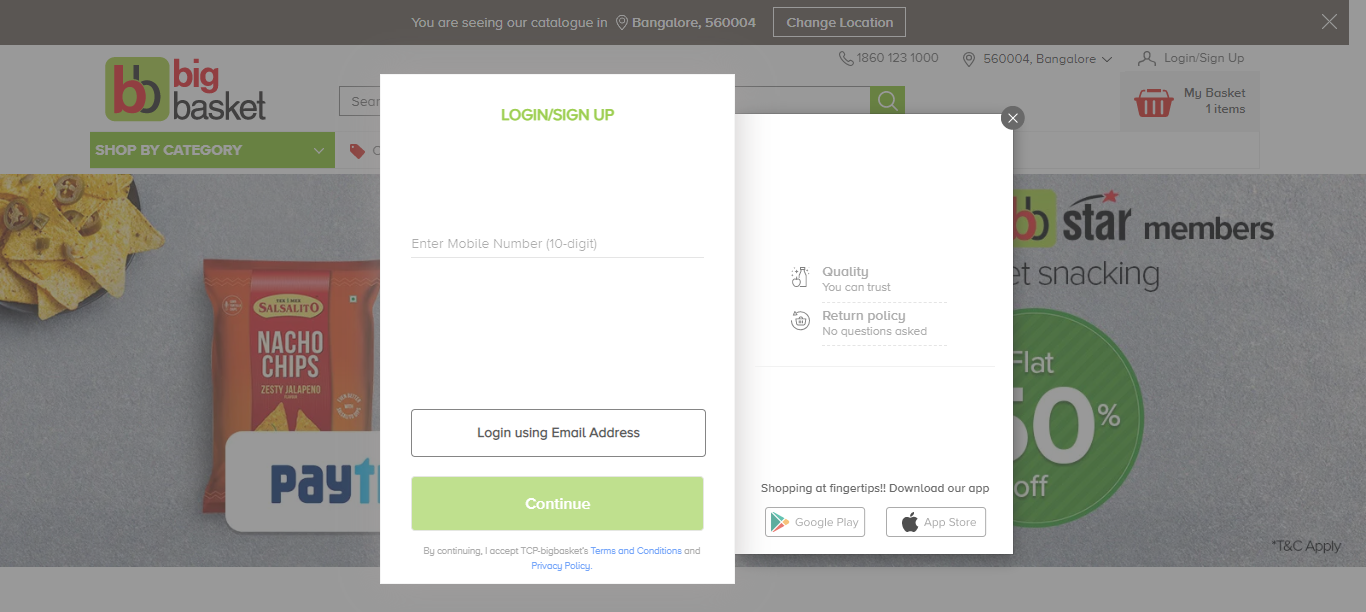 You are seeing our catalogue in Bangalore, 560004 Change Location
1860 123 1000 560004, Bangalore Login/Sign Up
big
basket
Sear
My Basket
1 items
SHOP BY CATEGORY
LOGIN/SIGN UP
Enter Mobile Number (10-digit)
Login using Email Address
Continue
By continuing, I accept TCP-bigbasket's Terms and Conditions and
Privacy Policy.
Quality
You can trust
Return policy
No questions asked
Shopping at fingertips!! Download our app
Google Play
App Store
SALSALITO
NACHO
CHIPS
ZESTY JALAPENO
FLAVOR
payt
bb star members
et snacking
Flat
50%
off
*T&C Apply